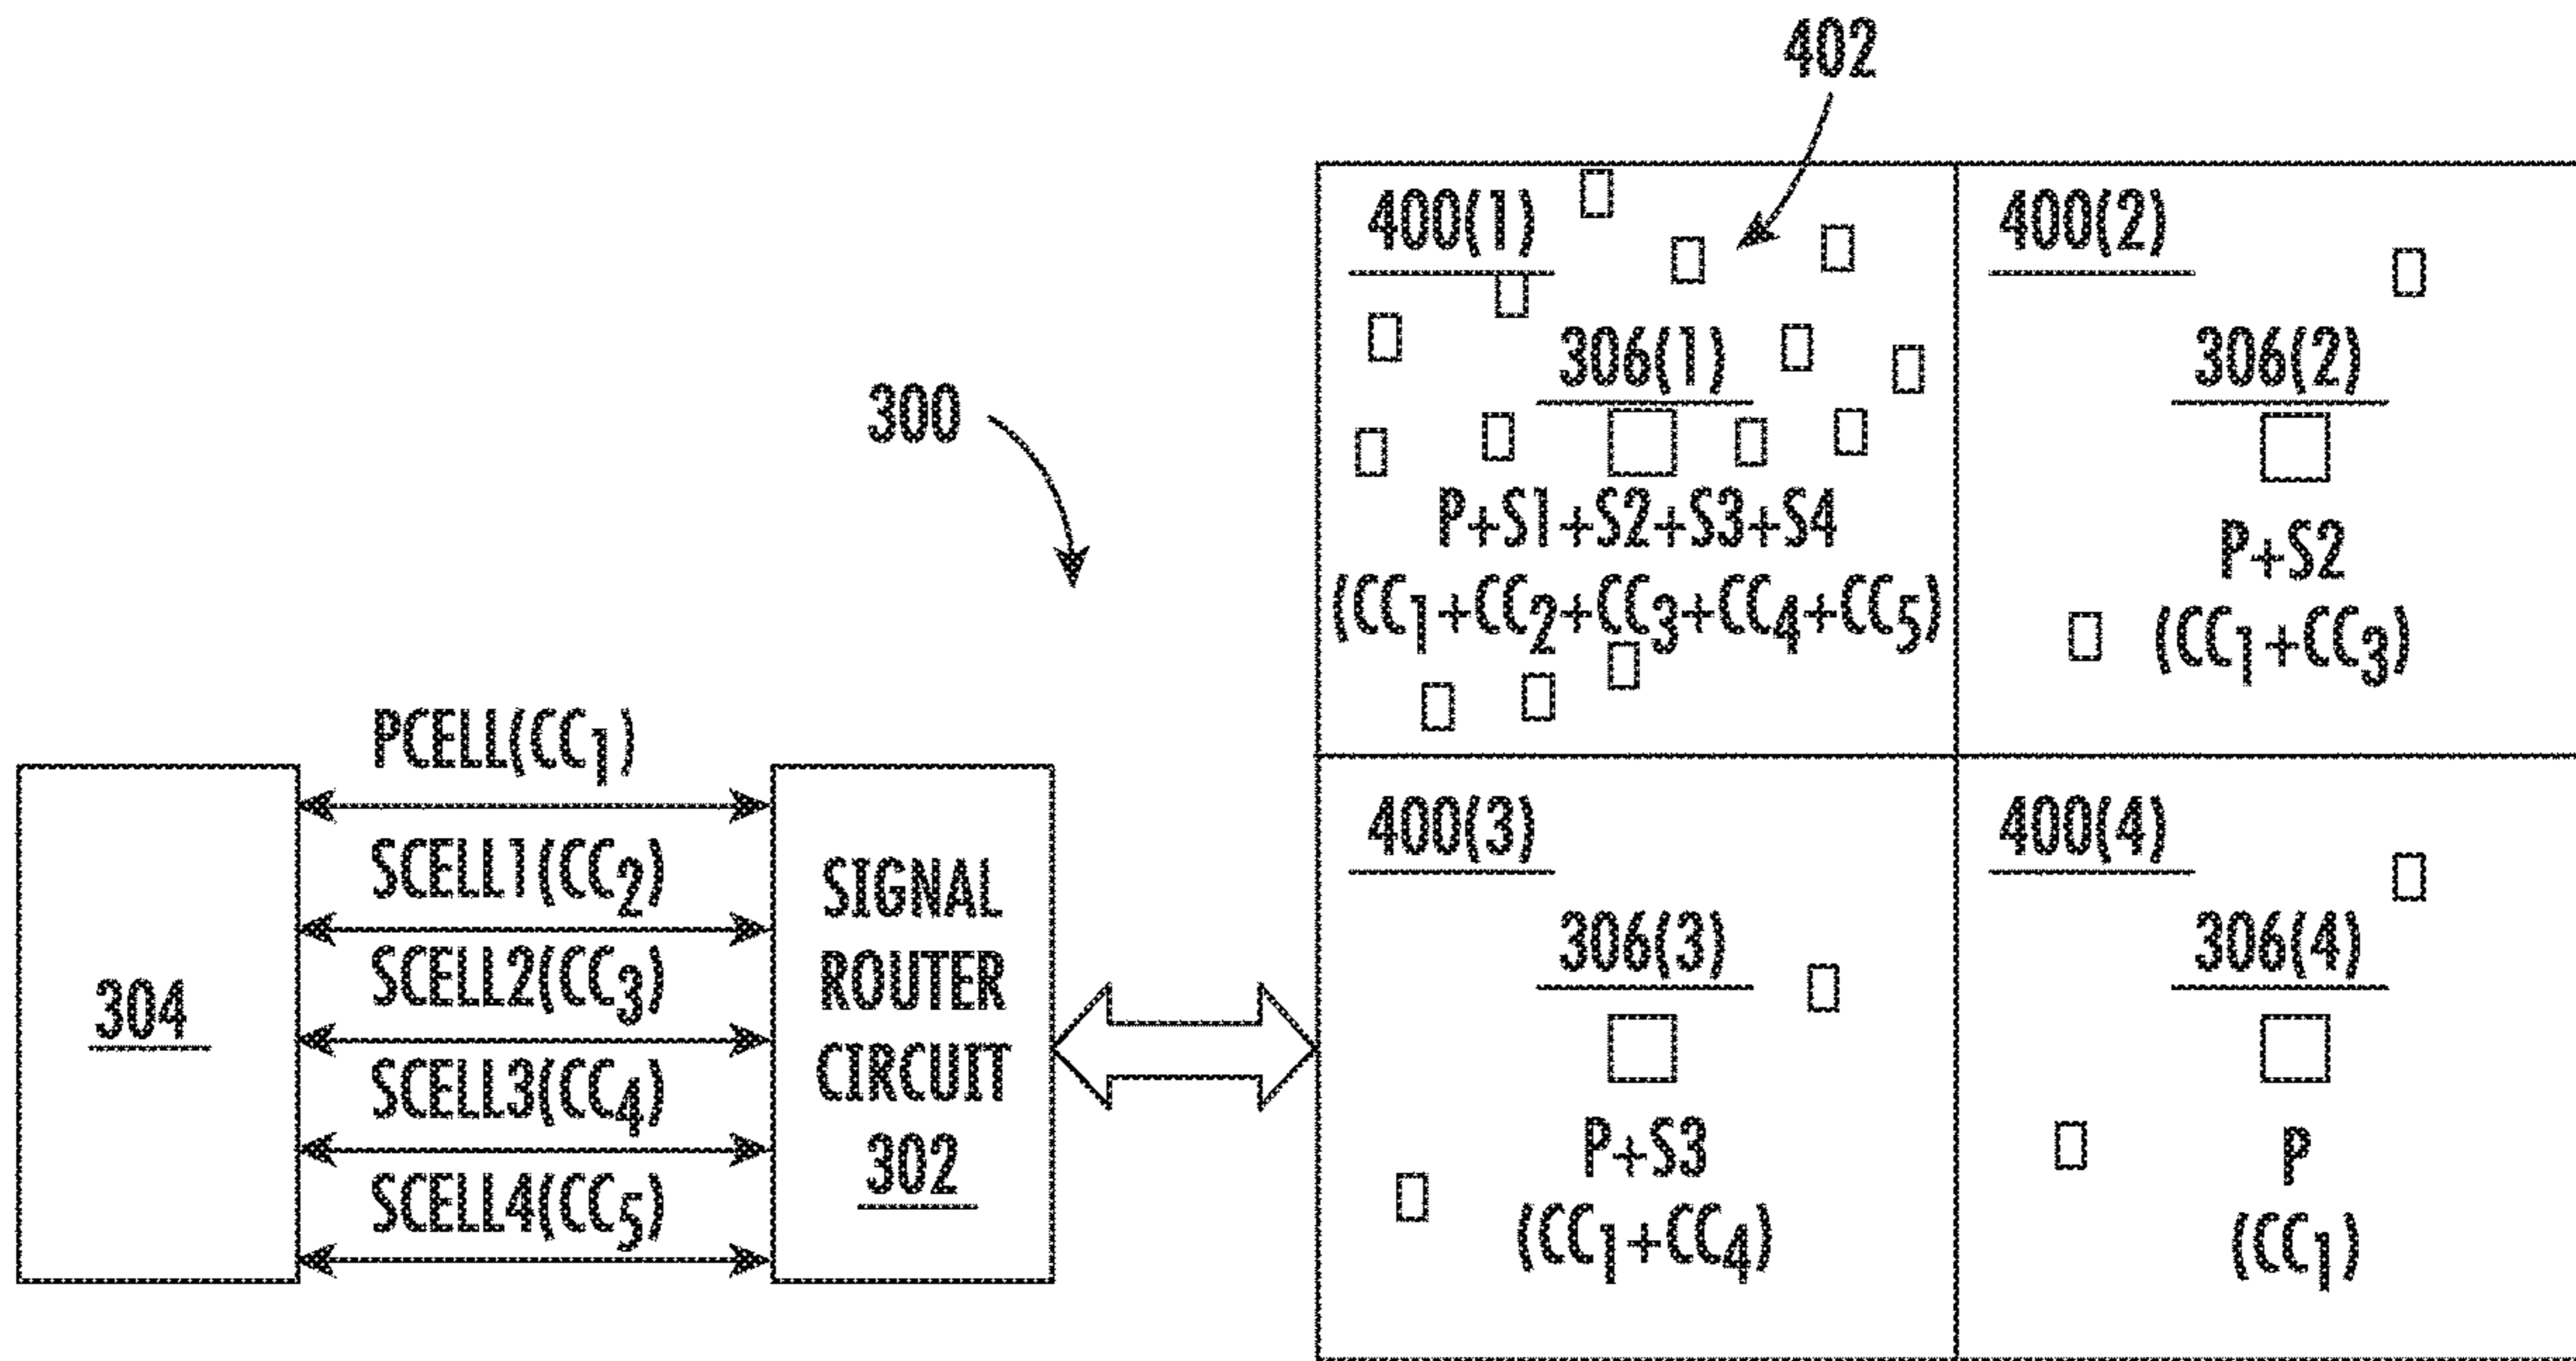 402
400(1)
306(1)
P+S1+S2+S3+S4
(CC1+CC2+CC3+CC4+CC5)
400(2)
306(2)
P+S2
(CC1+CC3)
300
PCELL(CC1)
SCELL1(CC2)
SCELL2(CC3)
SCELL3(CC4)
SCELL4(CC5)
304
SIGNAL
ROUTER
CIRCUIT
302
400(3)
306(3)
P+S3
(CC1+CC4)
400(4)
306(4)
P
(CC1)